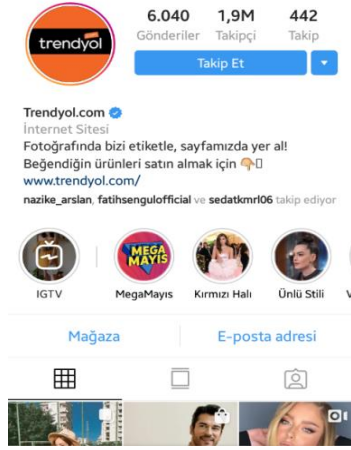 trendyol
6.040 1,9M 442
Gönderiler Takipçi Takip
Takip Et
Trendyol.com
İnternet Sitesi
Fotoğrafında bizi etiketle, sayfamızda yer al!
Beğendiğin ürünleri satın almak için 👇🏼▯
www.trendyol.com/
nazike_arslan, fatihsengulofficial ve sedatkmrl06 takip ediyor
MEGA
MAYIS
IGTV MegaMayıs Kırmızı Halı Ünlü Stili
Mağaza E-posta adresi